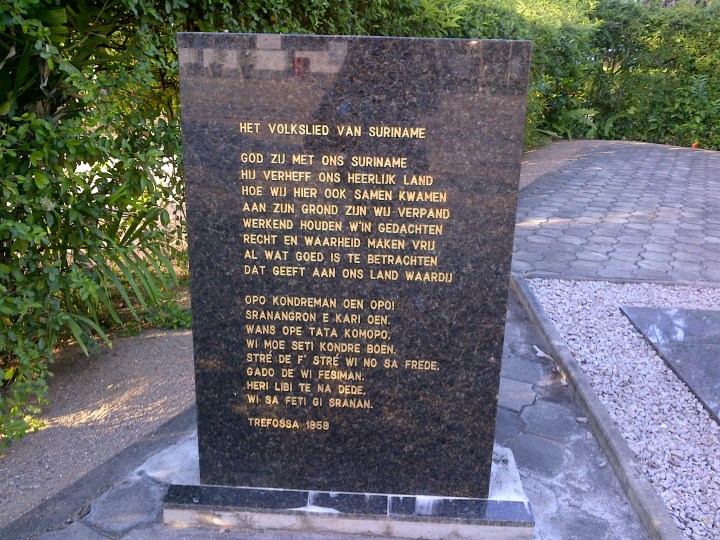 HET VOLKSLIED VAN SURINAME
GOD ZIJ MET ONS SURINAME
HIJ VERHEFF ONS HEERLIJK LAND
HOE WIJ HIER OOK SAMEN KWAMEN
AAN ZIJN GROND ZIJN WIJ VERPAND
WERKEND HOUDEN W'IN GEDACHTEN
RECHT EN WAARHEID MAKEN VRIJ
AL WAT GOED IS TE BETRACHTEN
DAT GEEFT AAN ONS LAND WAARDIJ
OPO KONDREMAN OEN OPO!
SRANANGRON E KARI OEN.
WANS OPE TATA KOMOPO,
WI MOE SETI KONDRE BOEN.
STRÉ DE F' STRÉ WI NO SA FREDE,
GADO DE WI FESIMAN.
HERI LIBI TE NA DEDE,
WI SA FETI GI SRANAN.
TREFOSSA 1959